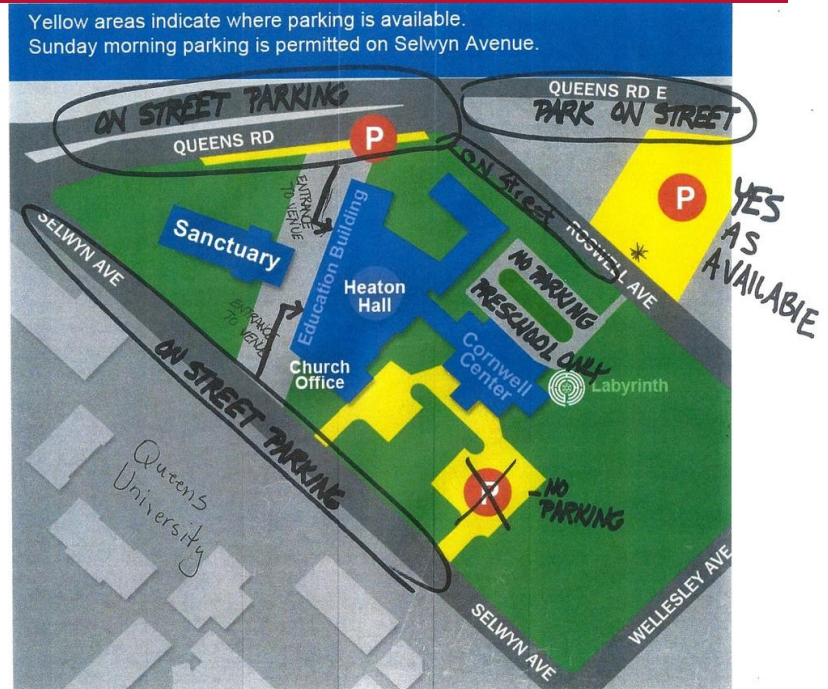 Yellow areas indicate where parking is available.
Sunday morning parking is permitted on Selwyn Avenue.
QUEENS RD E
PARK ON STREET
ON STREET PARKING
QUEENS RD
P
ON Street
P
YES
AS
AVAILABLE
ROSWELL AVE
*
ENTRANCE
TO VENUE
SELWYN AVE
Sanctuary
Education Building
Heaton
Hall
NO PARKING
PRESCHOOL ONLY
ENTRANCE
TO VENUE
Church
Office
Cornwell
Center
Labyrinth
ON STREET PARKING
Queens
University
P
-NO
PARKING
SELWYN AVE
WELLESLEY AVE